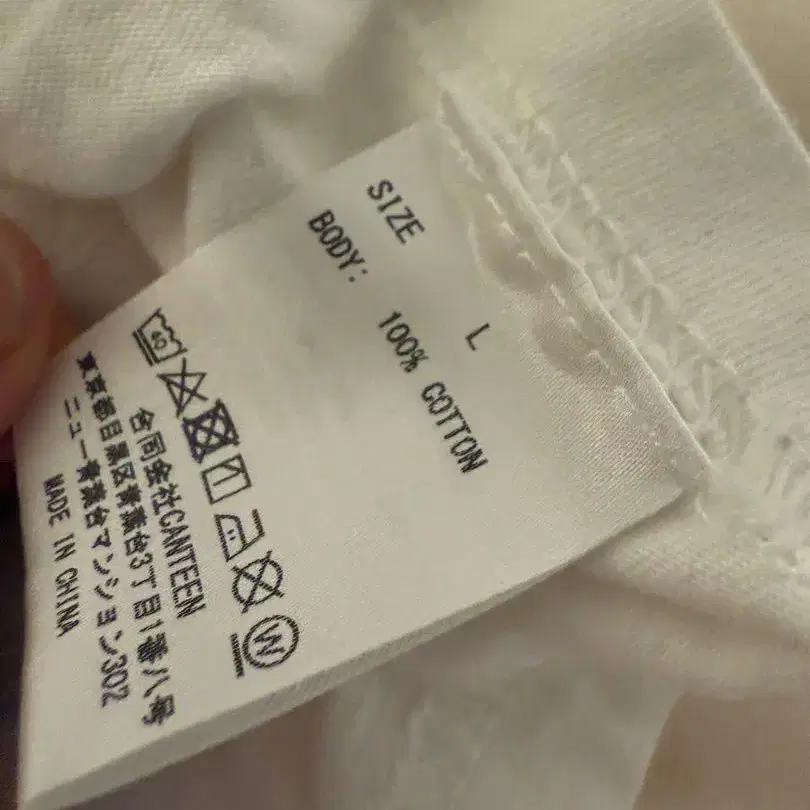 SIZE L
BODY: 100% COTTON
40
W
合同会社CANTEEN
東京都目黒区青葉台3丁目1番八号
ニュー青葉台マンション302
MADE IN CHINA